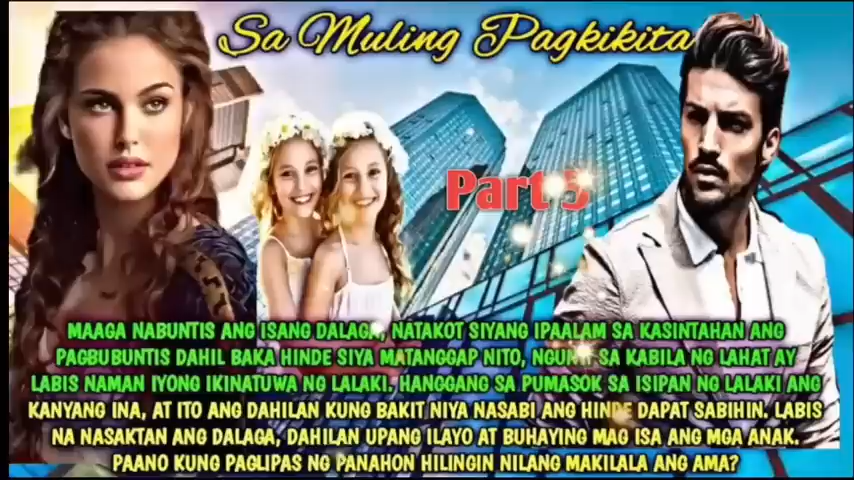 Sa Muling Pagkikita
Part 3
MAAGA NABUNTIS ANG ISANG DALAGA, NATAKOT SIYANG IPAALAM SA KASINTAHAN ANG
PAGBUBUNTIS DAHIL BAKA HINDE SIYA MATANGGAP NITO, NGUNIT SA KABILA NG LAHAT AY
LABIS NAMAN IYONG IKINATUWA NG LALAKI. HANGGANG SA PUMASOK SA ISIPAN NG LALAKI ANG
KANYANG INA, AT ITO ANG DAHILAN KUNG BAKIT NIYA NASABI ANG HINDE DAPAT SABIHIN. LABIS
NA NASAKTAN ANG DALAGA, DAHILAN UPANG ILAYO AT BUHAYING MAG ISA ANG MGA ANAK.
PAANO KUNG PAGLIPAS NG PANAHON HILINGIN NILANG MAKILALA ANG AMA?